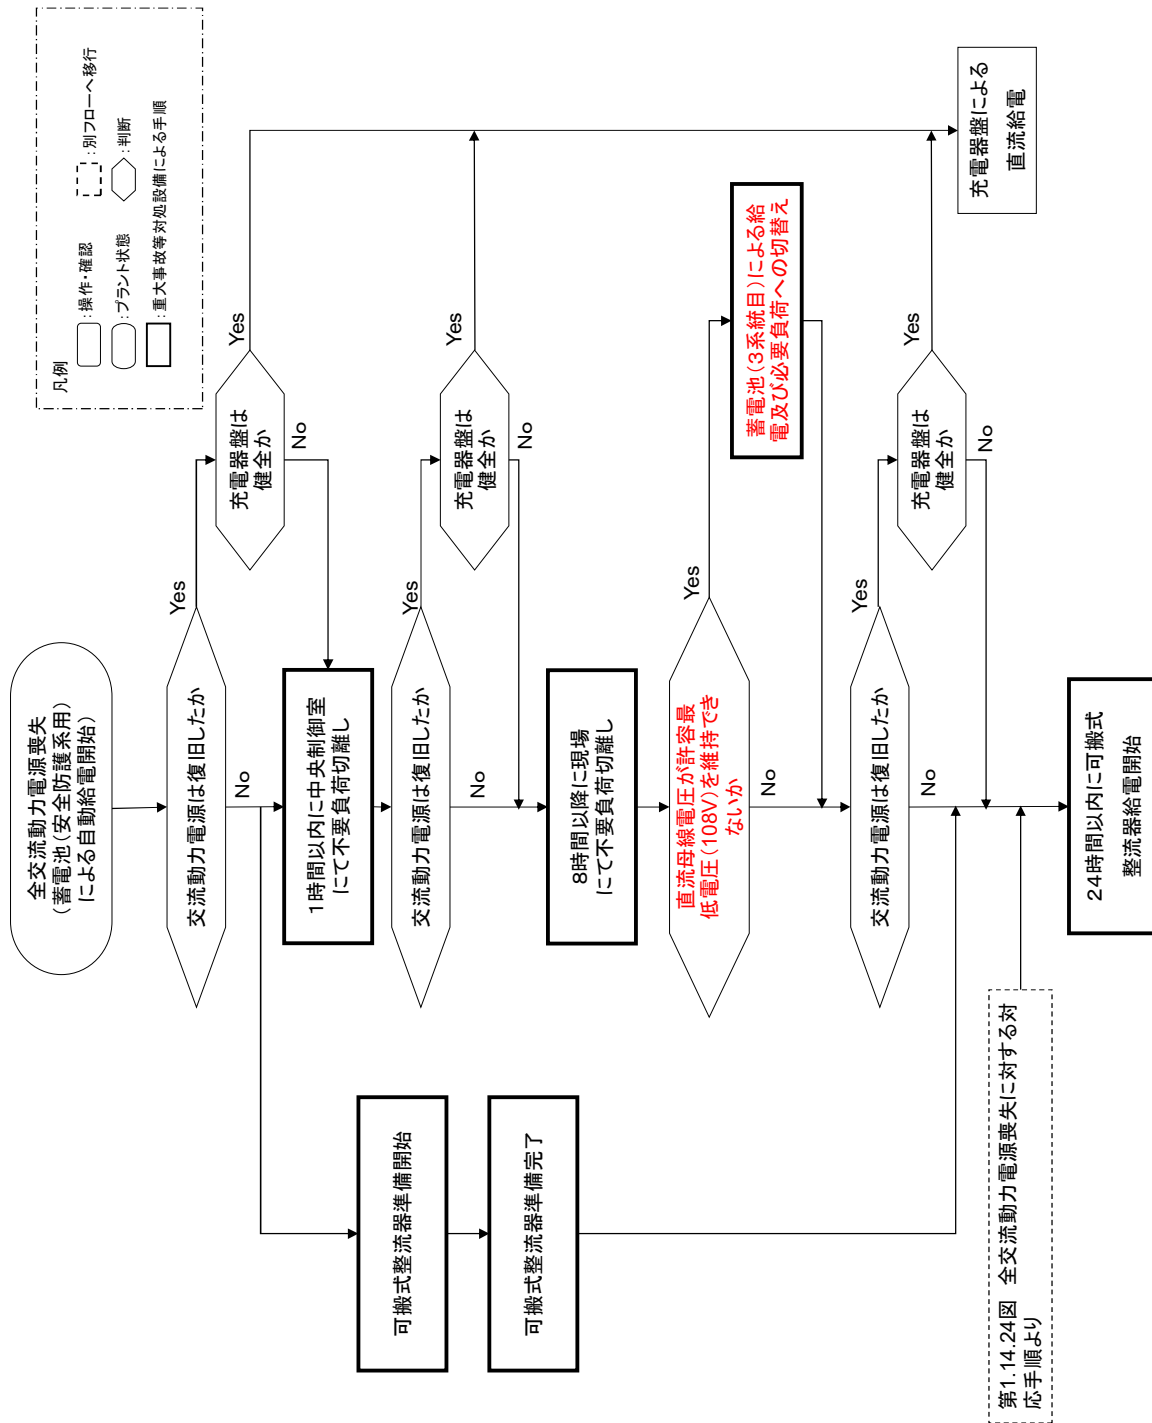 凡例
:操作・確認
:別フローへ移行
:プラント状態
:判断
:重大事故等対処設備による手順
全交流動力電源喪失
(蓄電池(安全防護系用)
による自動給電開始)
交流動力電源は復旧したか
Yes
No
充電器盤は
健全か
Yes
No
1時間以内に中央制御室
にて不要負荷切離し
交流動力電源は復旧したか
Yes
No
充電器盤は
健全か
Yes
No
8時間以降に現場
にて不要負荷切離し
直流母線電圧が許容最
低電圧(108V)を維持でき
ないか
Yes
No
蓄電池(3系統目)による給
電及び必要負荷への切替え
交流動力電源は復旧したか
Yes
No
充電器盤は
健全か
Yes
No
充電器盤による
直流給電
可搬式整流器準備開始
可搬式整流器準備完了
第1.14.24図 全交流動力電源喪失に対する対
応手順より
24時間以内に可搬式
整流器給電開始